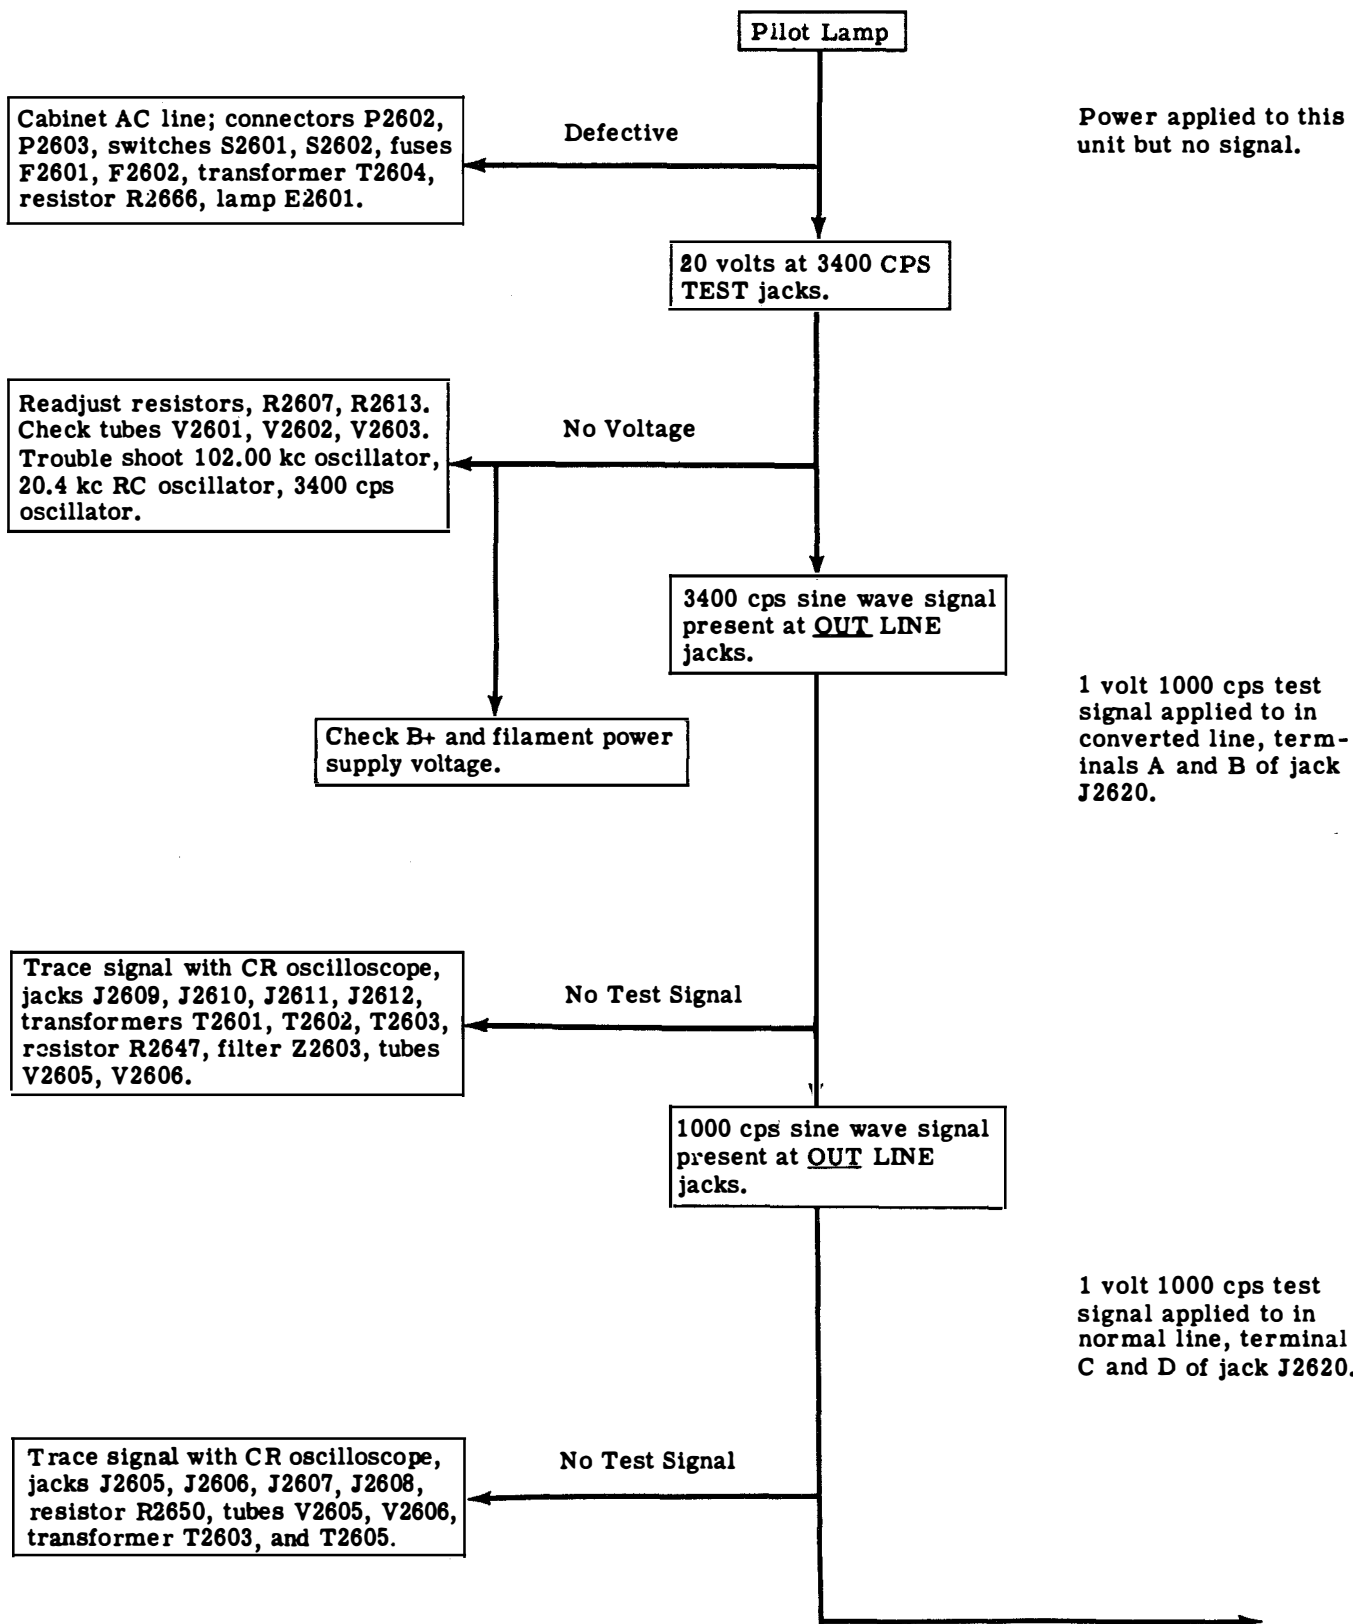 Pilot Lamp
Cabinet AC line; connectors P2602,
P2603, switches S2601, S2602, fuses
F2601, F2602, transformer T2604,
resistor R2666, lamp E2601.
Defective
Power applied to this
unit but no signal.
20 volts at 3400 CPS
TEST jacks.
Readjust resistors, R2607, R2613.
Check tubes V2601, V2602, V2603.
Trouble shoot 102.00 kc oscillator,
20.4 kc RC oscillator, 3400 cps
oscillator.
No Voltage
3400 cps sine wave signal
present at OUT LINE
jacks.
Check B+ and filament power
supply voltage.
1 volt 1000 cps test
signal applied to in
converted line, term-
inals A and B of jack
J2620.
Trace signal with CR oscilloscope,
jacks J2609, J2610, J2611, J2612,
transformers T2601, T2602, T2603,
resistor R2647, filter Z2603, tubes
V2605, V2606.
No Test Signal
1000 cps sine wave signal
present at OUT LINE
jacks.
1 volt 1000 cps test
signal applied to in
normal line, terminal
C and D of jack J2620.
Trace signal with CR oscilloscope,
jacks J2605, J2606, J2607, J2608,
resistor R2650, tubes V2605, V2606,
transformer T2603, and T2605.
No Test Signal